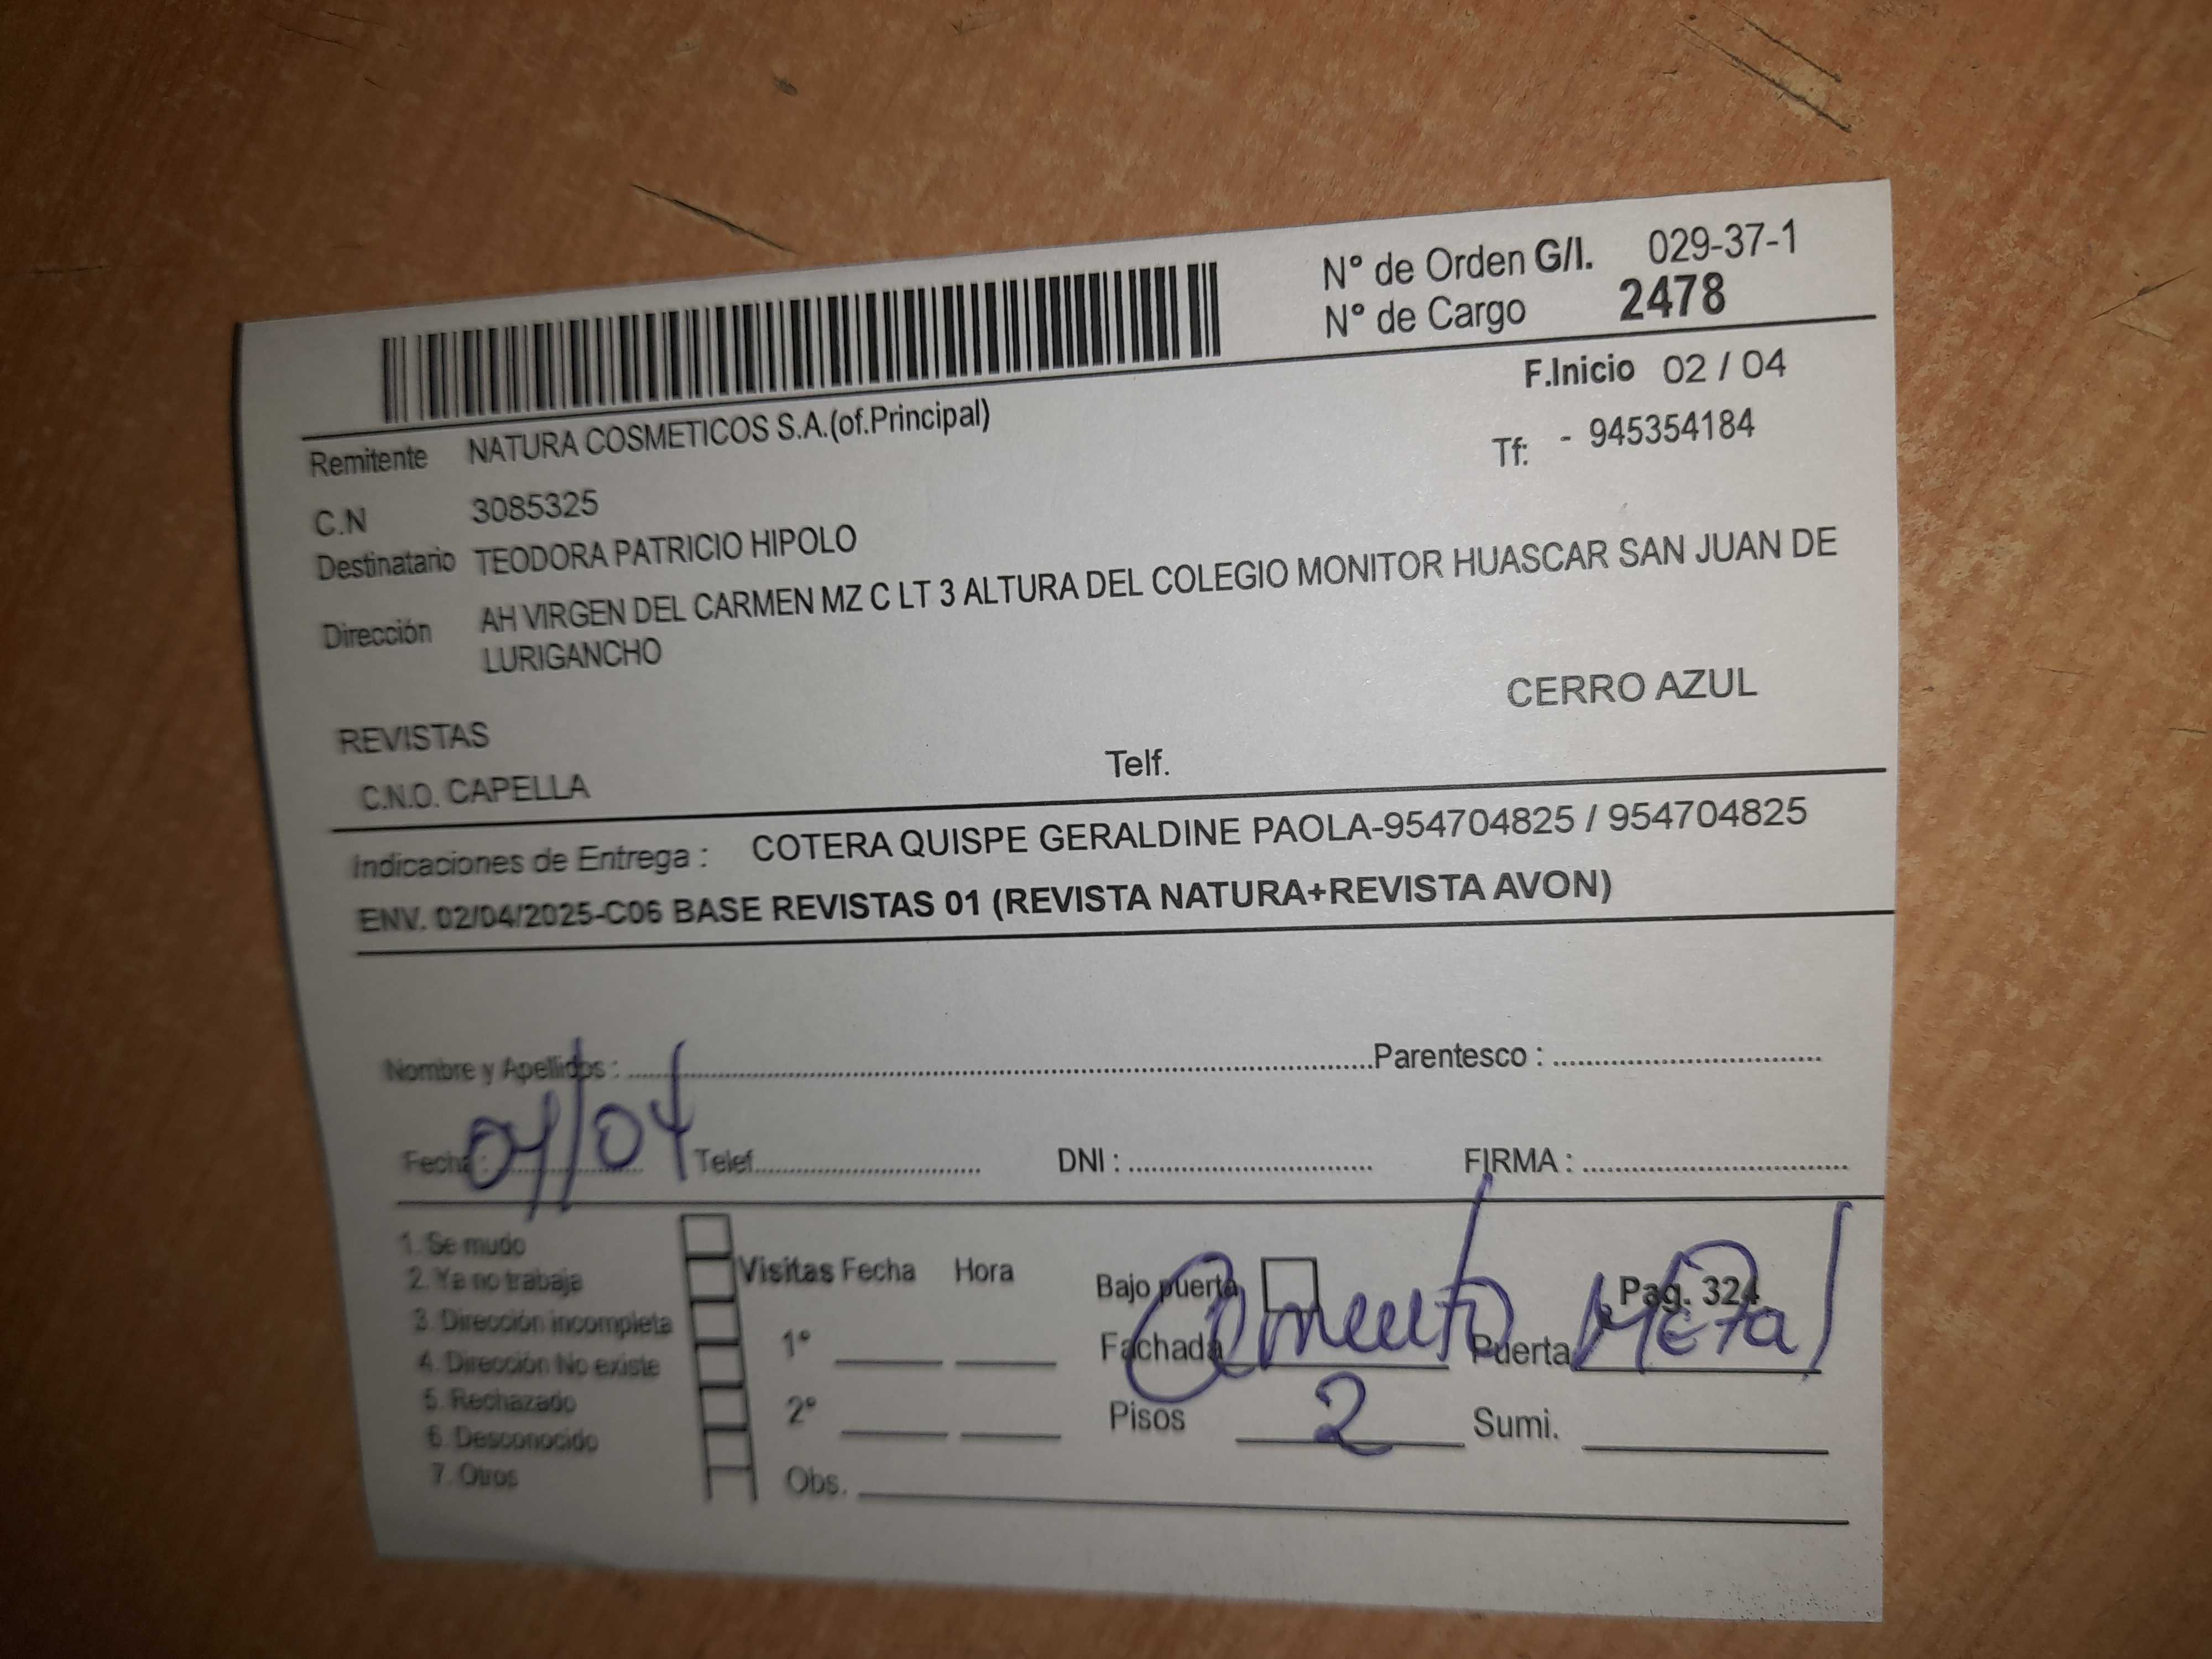 N° de Orden G/I. 029-37-1
N° de Cargo 2478
F.Inicio 02 / 04
Remitente NATURA COSMETICOS S.A.(of.Principal)
Tf: - 945354184
C.N 3085325
Destinatario TEODORA PATRICIO HIPOLO
Dirección AH VIRGEN DEL CARMEN MZ C LT 3 ALTURA DEL COLEGIO MONITOR HUASCAR SAN JUAN DE
LURIGANCHO
CERRO AZUL
REVISTAS
C.N.O. CAPELLA Telf.
Indicaciones de Entrega : COTERA QUISPE GERALDINE PAOLA-954704825 / 954704825
ENV. 02/04/2025-C06 BASE REVISTAS 01 (REVISTA NATURA+REVISTA AVON)
Nombre y Apellidos : Parentesco :
Fecha : 04/04 Telef. DNI : FIRMA :
1. Se mudo
2. Ya no trabaja
3. Dirección incompleta
4. Dirección No existe
5. Rechazado
6. Desconocido
7. Otros
Visitas Fecha Hora
1°
2°
Obs.
Bajo puerta Pag. 324
Fachada Cemento Puerta Metal
Pisos 2 Sumi.